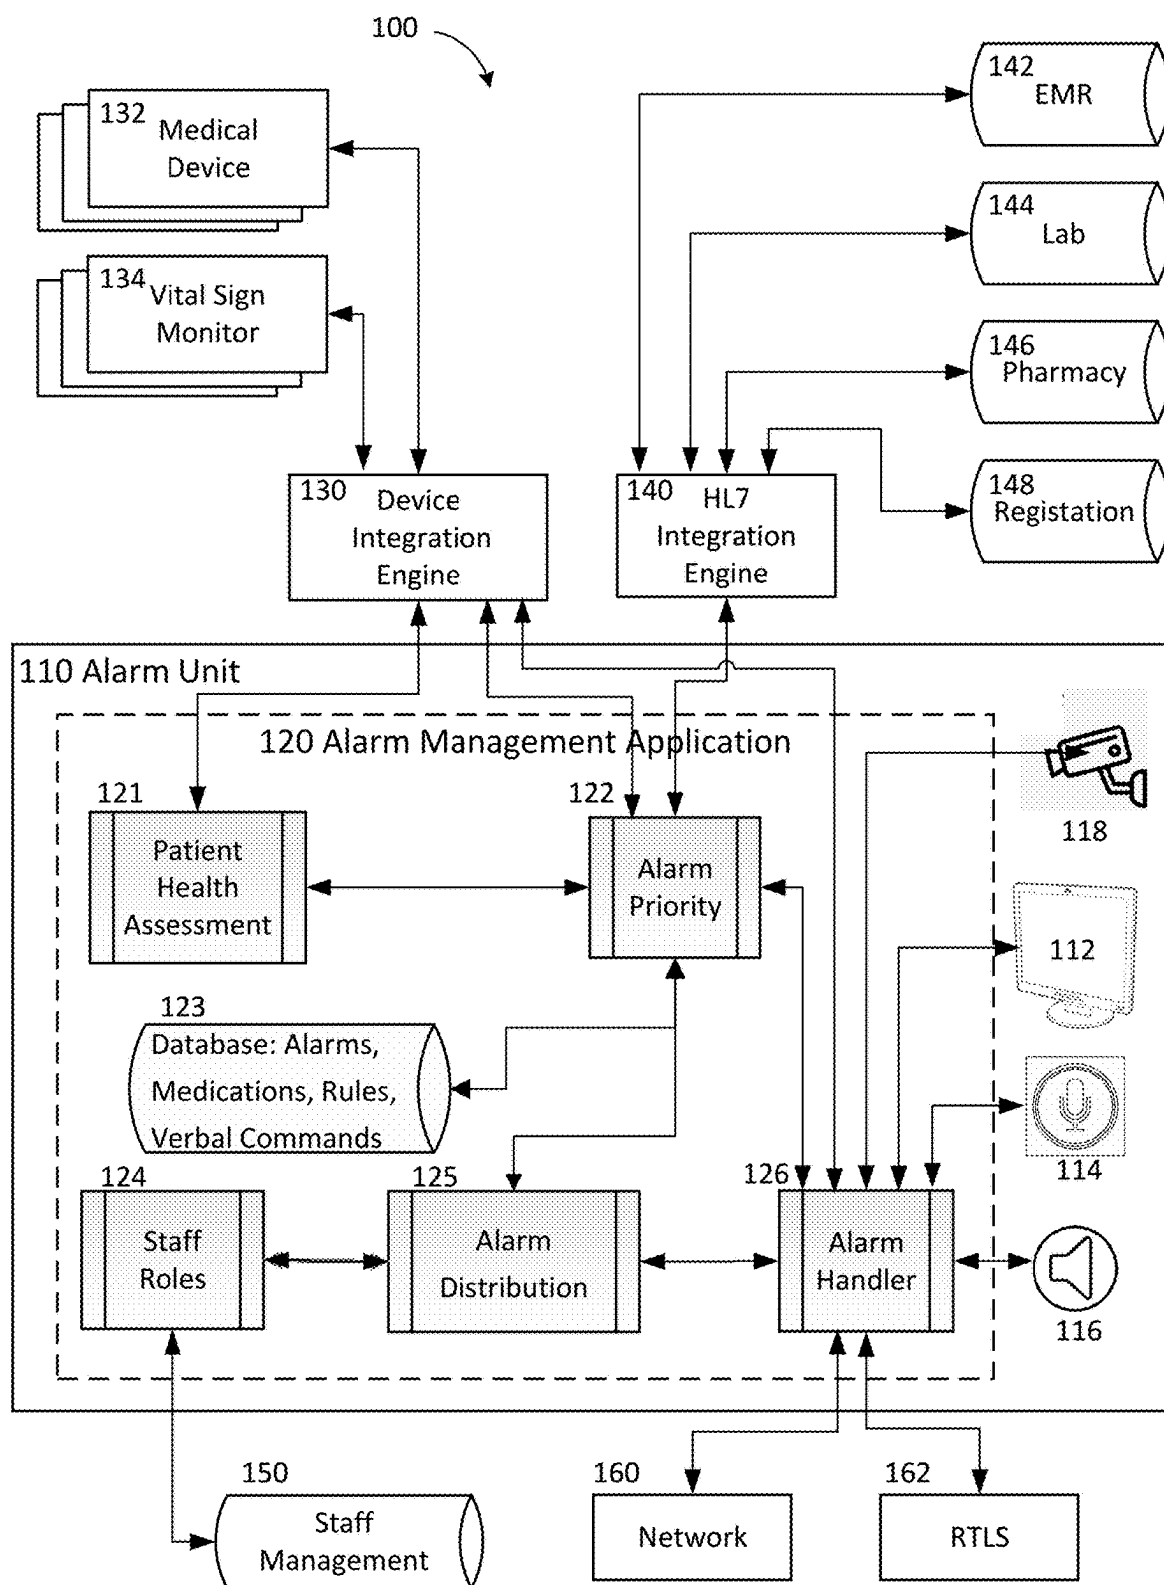 100
142
EMR
132
Medical
Device
144
Lab
134
Vital Sign
Monitor
146
Pharmacy
148
Registation
130
Device
Integration
Engine
140
HL7
Integration
Engine
110 Alarm Unit
120 Alarm Management Application
118
121
Patient
Health
Assessment
122
Alarm
Priority
112
123
Database: Alarms,
Medications, Rules,
Verbal Commands
114
124
Staff
Roles
125
Alarm
Distribution
126
Alarm
Handler
116
150
Staff
Management
160
Network
162
RTLS